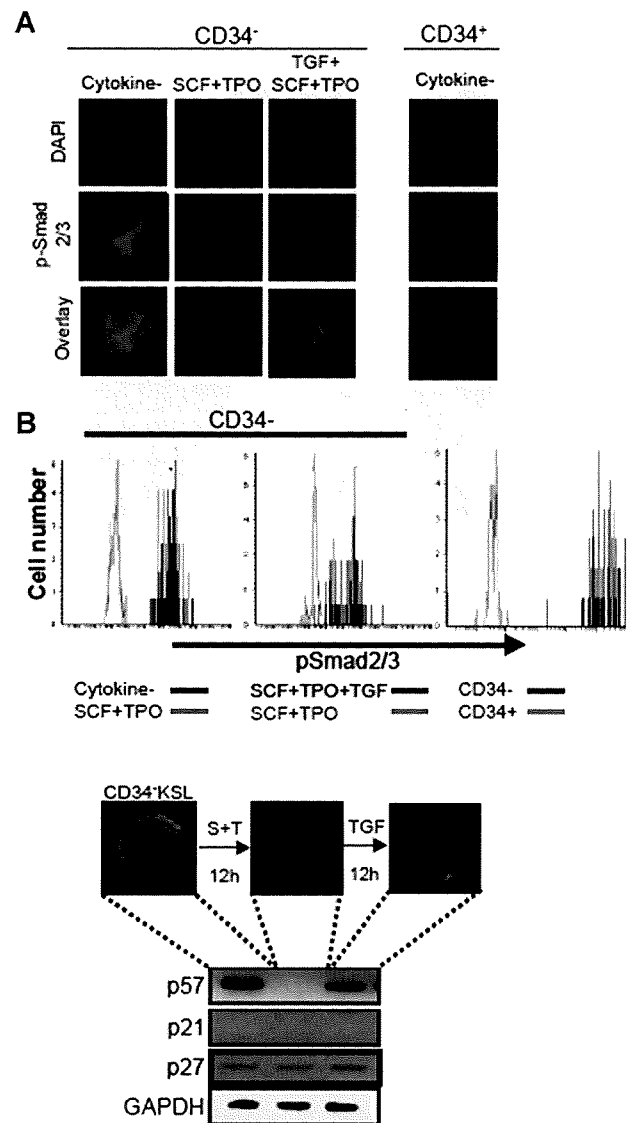 A
CD34- CD34+
Cytokine- SCF+TPO TGF+ SCF+TPO Cytokine-
DAPI
p-Smad 2/3
Overlay
B
CD34-
Cell number
pSmad2/3
Cytokine- SCF+TPO+TGF CD34-
SCF+TPO SCF+TPO CD34+
CD34-KSL
S+T TGF
12h 12h
p57
p21
p27
GAPDH